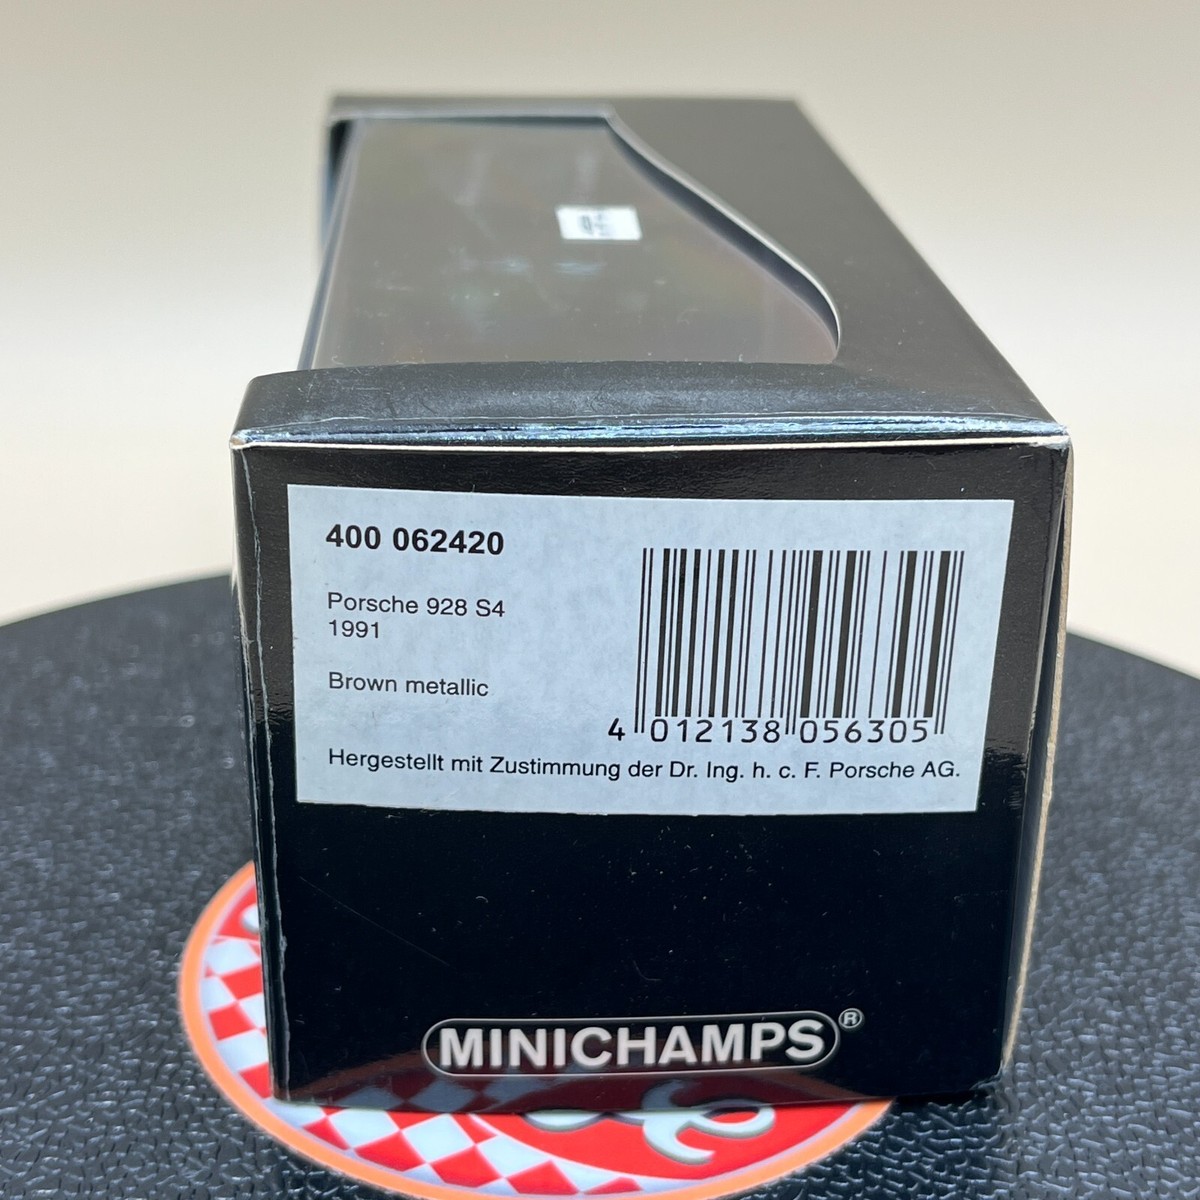 400 062420
Porsche 928 S4
1991
Brown metallic
4 012138 056305
Hergestellt mit Zustimmung der Dr. Ing. h. c. F. Porsche AG.
MINICHAMPS®